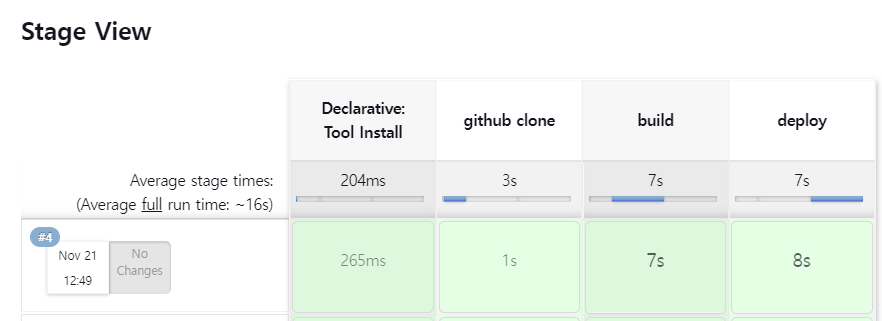 Stage View
Declarative:
Tool Install
github clone
build
deploy
Average stage times:
(Average full run time: ~16s)
204ms
3s
7s
7s
#4
Nov 21
12:49
No
Changes
265ms
1s
7s
8s